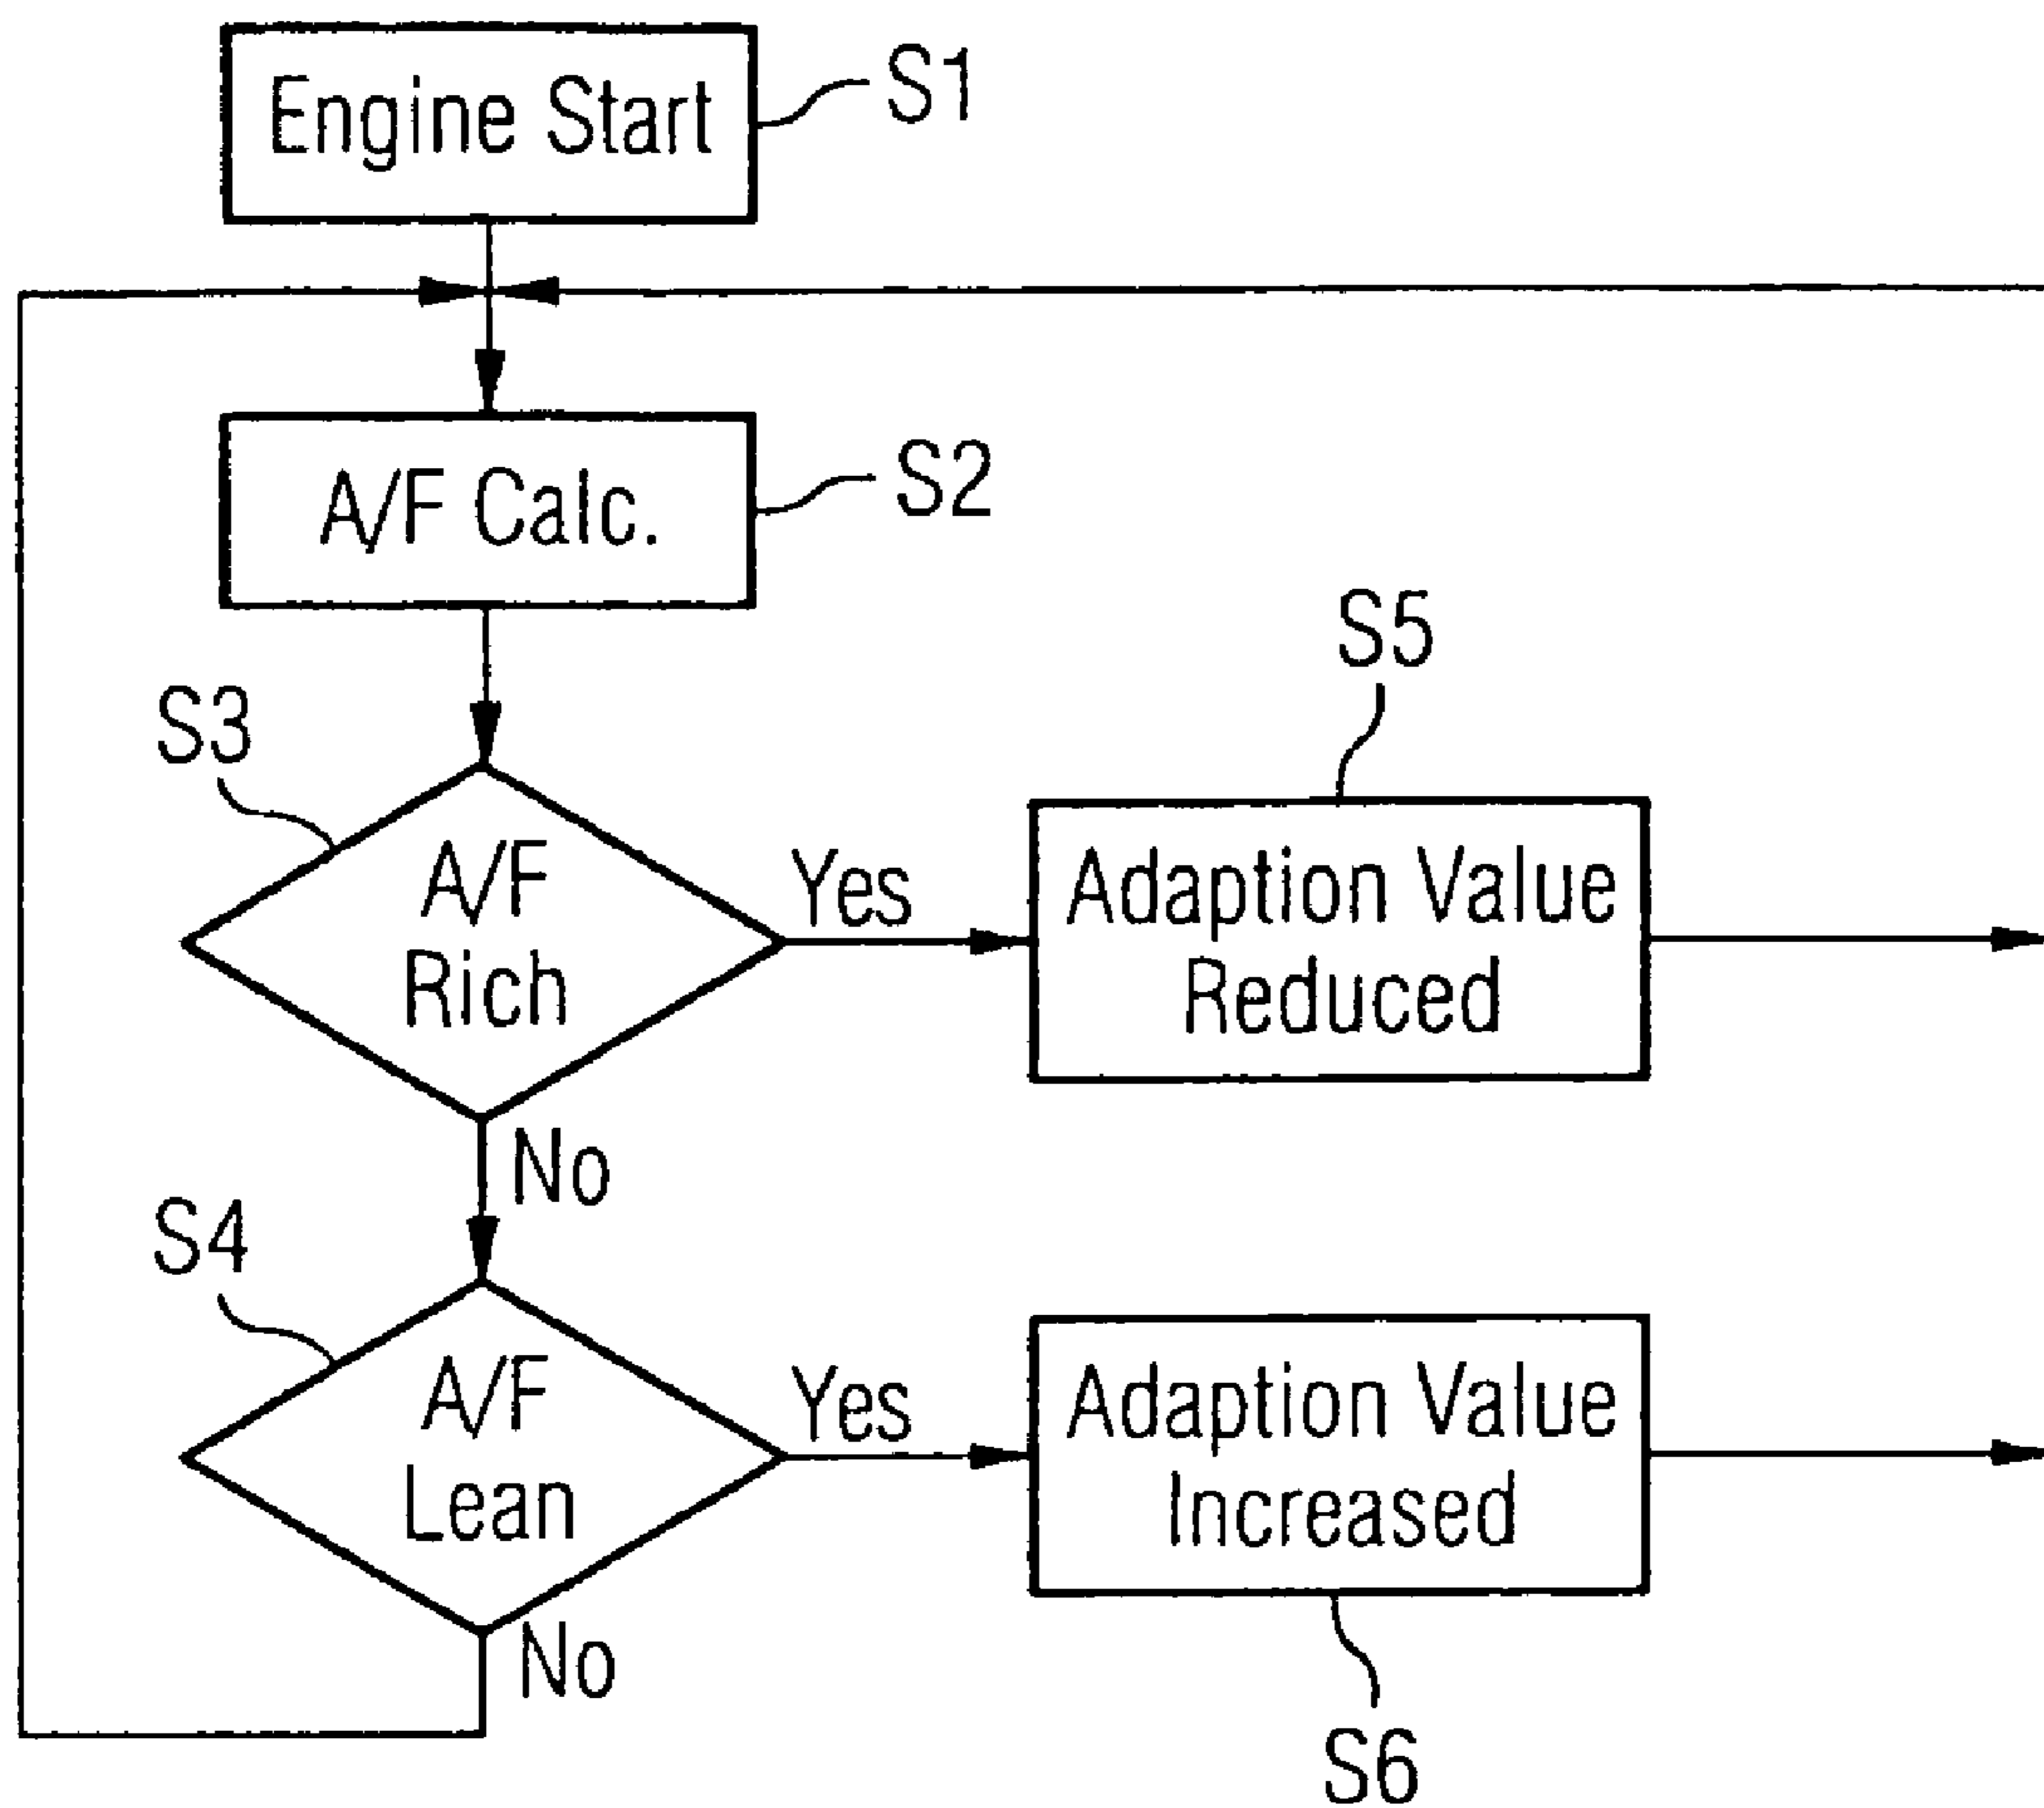 Engine Start
S1
A/F Calc.
S2
S3
A/F
Rich
Yes
No
S5
Adaption Value
Reduced
S4
A/F
Lean
Yes
No
Adaption Value
Increased
S6